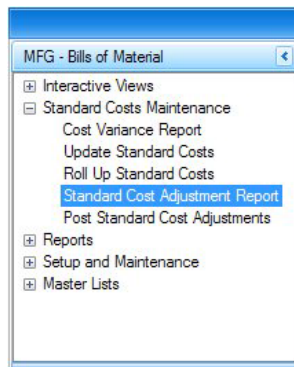 MFG - Bills of Material
Interactive Views
Standard Costs Maintenance
Cost Variance Report
Update Standard Costs
Roll Up Standard Costs
Standard Cost Adjustment Report
Post Standard Cost Adjustments
Reports
Setup and Maintenance
Master Lists